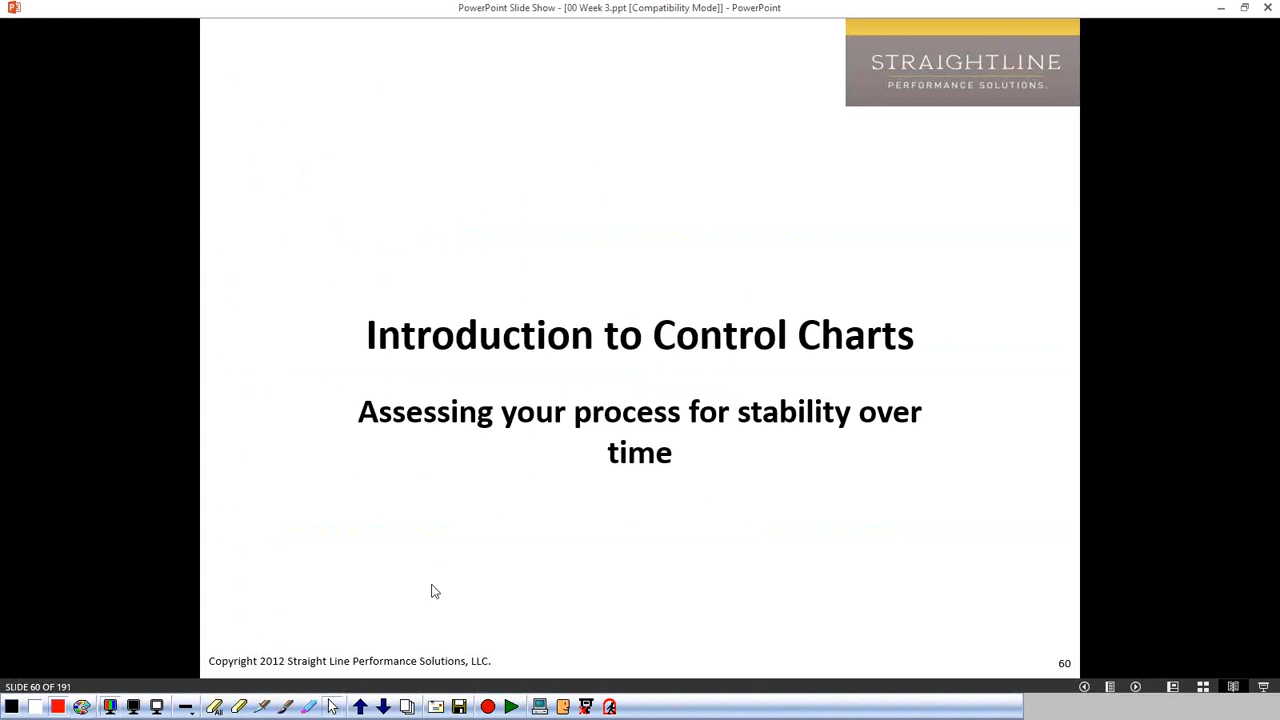 PowerPoint Slide Show - [00 Week 3.ppt [Compatibility Mode]] - PowerPoint
STRAIGHTLINE
PERFORMANCE SOLUTIONS.
Introduction to Control Charts
Assessing your process for stability over
time
Copyright 2012 Straight Line Performance Solutions, LLC.
60
SLIDE 60 OF 191